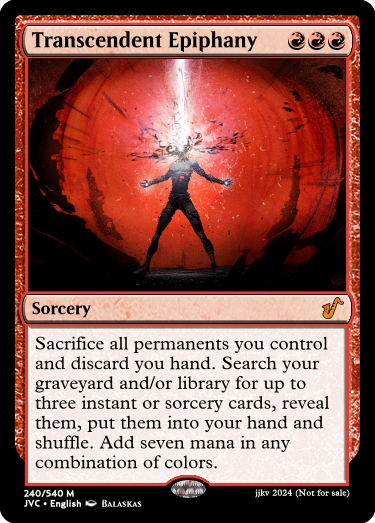 Transcendent Epiphany
Sorcery
Sacrifice all permanents you control
and discard you hand. Search your
graveyard and/or library for up to
three instant or sorcery cards, reveal
them, put them into your hand and
shuffle. Add seven mana in any
combination of colors.
240/540 M
JVC • English BALASKAS
jjkv 2024 (Not for sale)